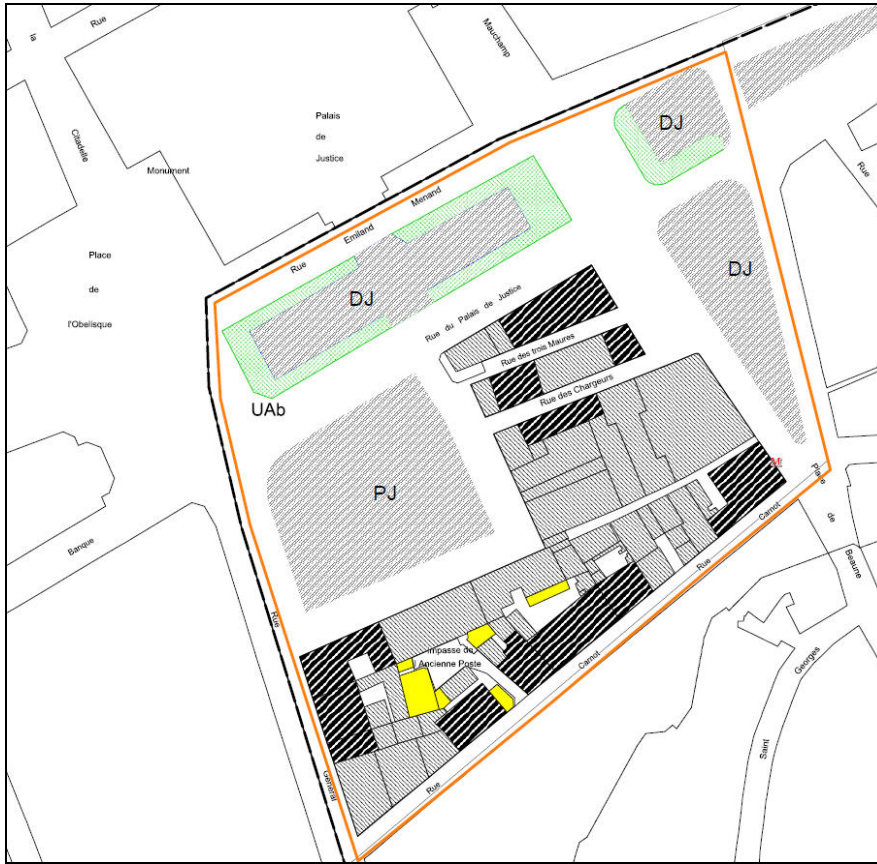 la
Rue
Mauchamp
Palais
de
Justice
DJ
Citadelle
Monument
Rue
Menand
Emiland
Rue
Place
de
l'Obelisque
DJ
DJ
Rue du Palais de Justice
Rue des trois Maures
Rue des Chargeurs
UAb
PJ
M
Place
de
Beaune
Carnot
Rue
Banque
Rue
Impasse de
l Ancienne Poste
Carnot
Georges
Saint
Général
Rue